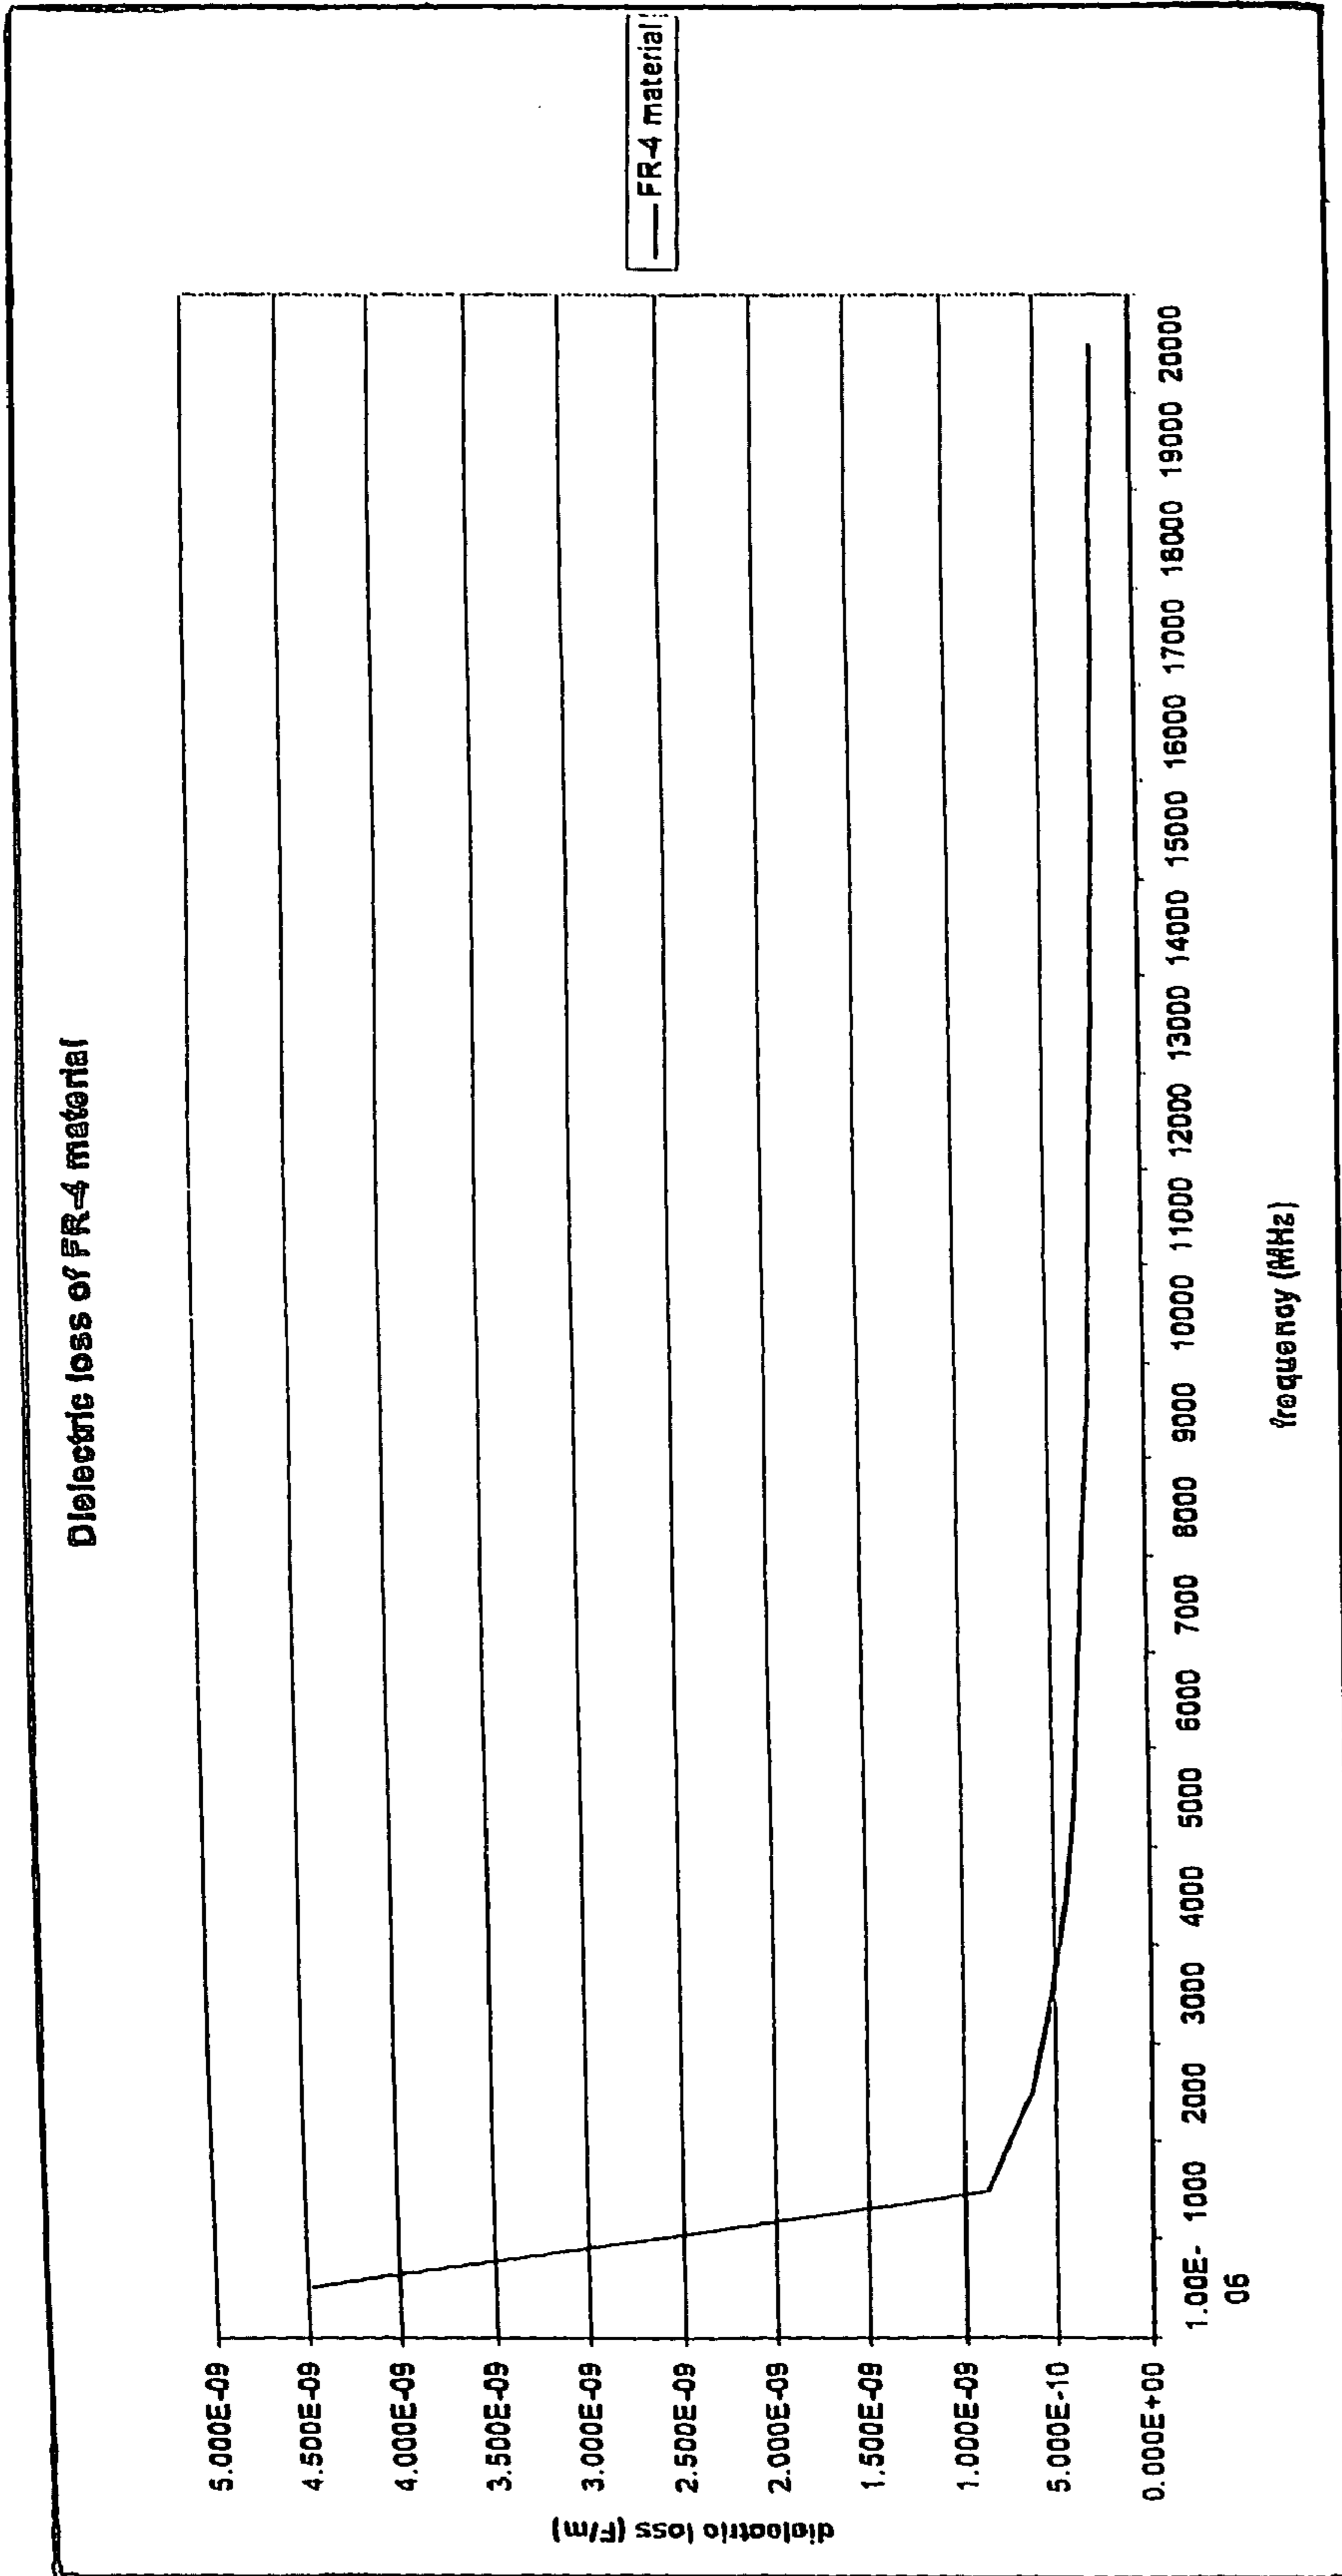 Dielectric loss of FR-4 material
dielectric loss (F/m)
5.000E-09
4.500E-09
4.000E-09
3.500E-09
3.000E-09
2.500E-09
2.000E-09
1.500E-09
1.000E-09
5.000E-10
0.000E+00
1.00E- 1000 2000 3000 4000 5000 6000 7000 8000 9000 10000 11000 12000 13000 14000 15000 16000 17000 18000 19000 20000
06
frequency (MHz)
FR-4 material